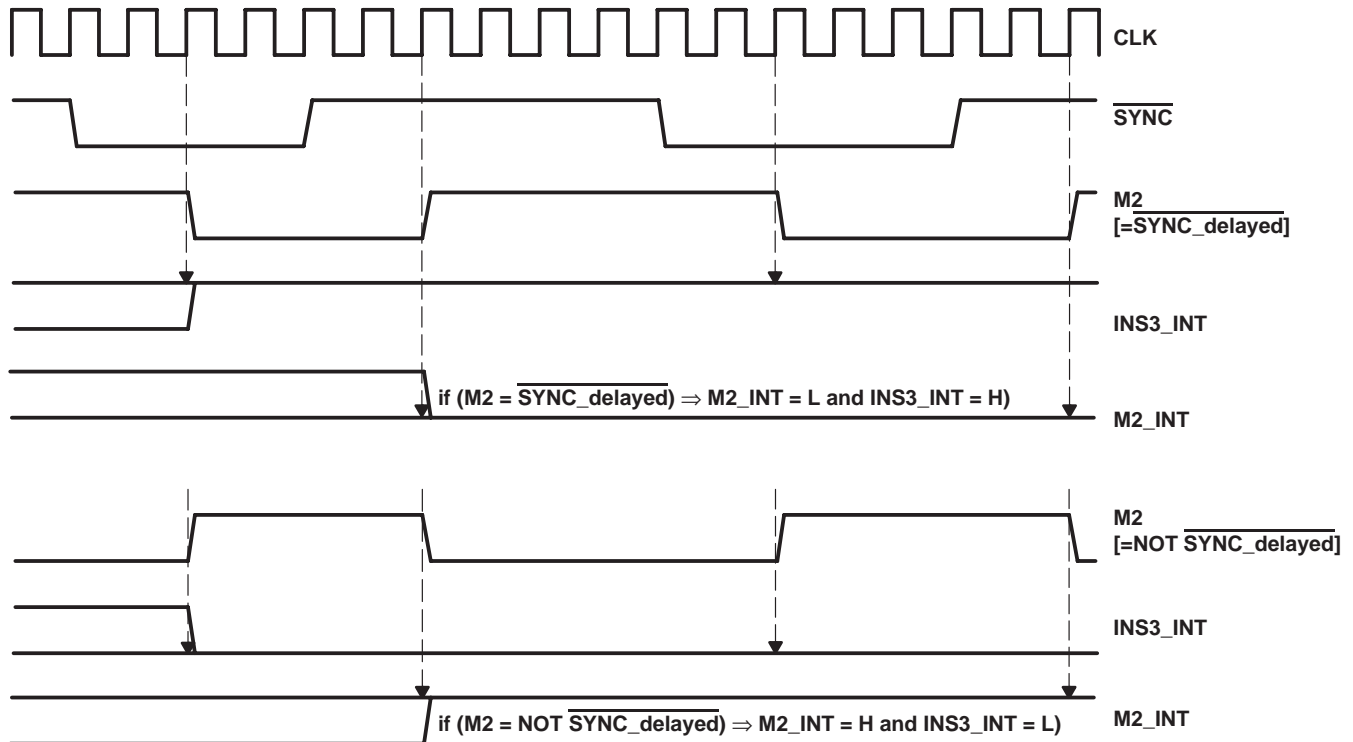 CLK
SYNC
M2
[=SYNC_delayed]
INS3_INT
if (M2 = SYNC_delayed) ⇒ M2_INT = L and INS3_INT = H)
M2_INT
M2
[=NOT SYNC_delayed]
INS3_INT
if (M2 = NOT SYNC_delayed) ⇒ M2_INT = H and INS3_INT = L)
M2_INT